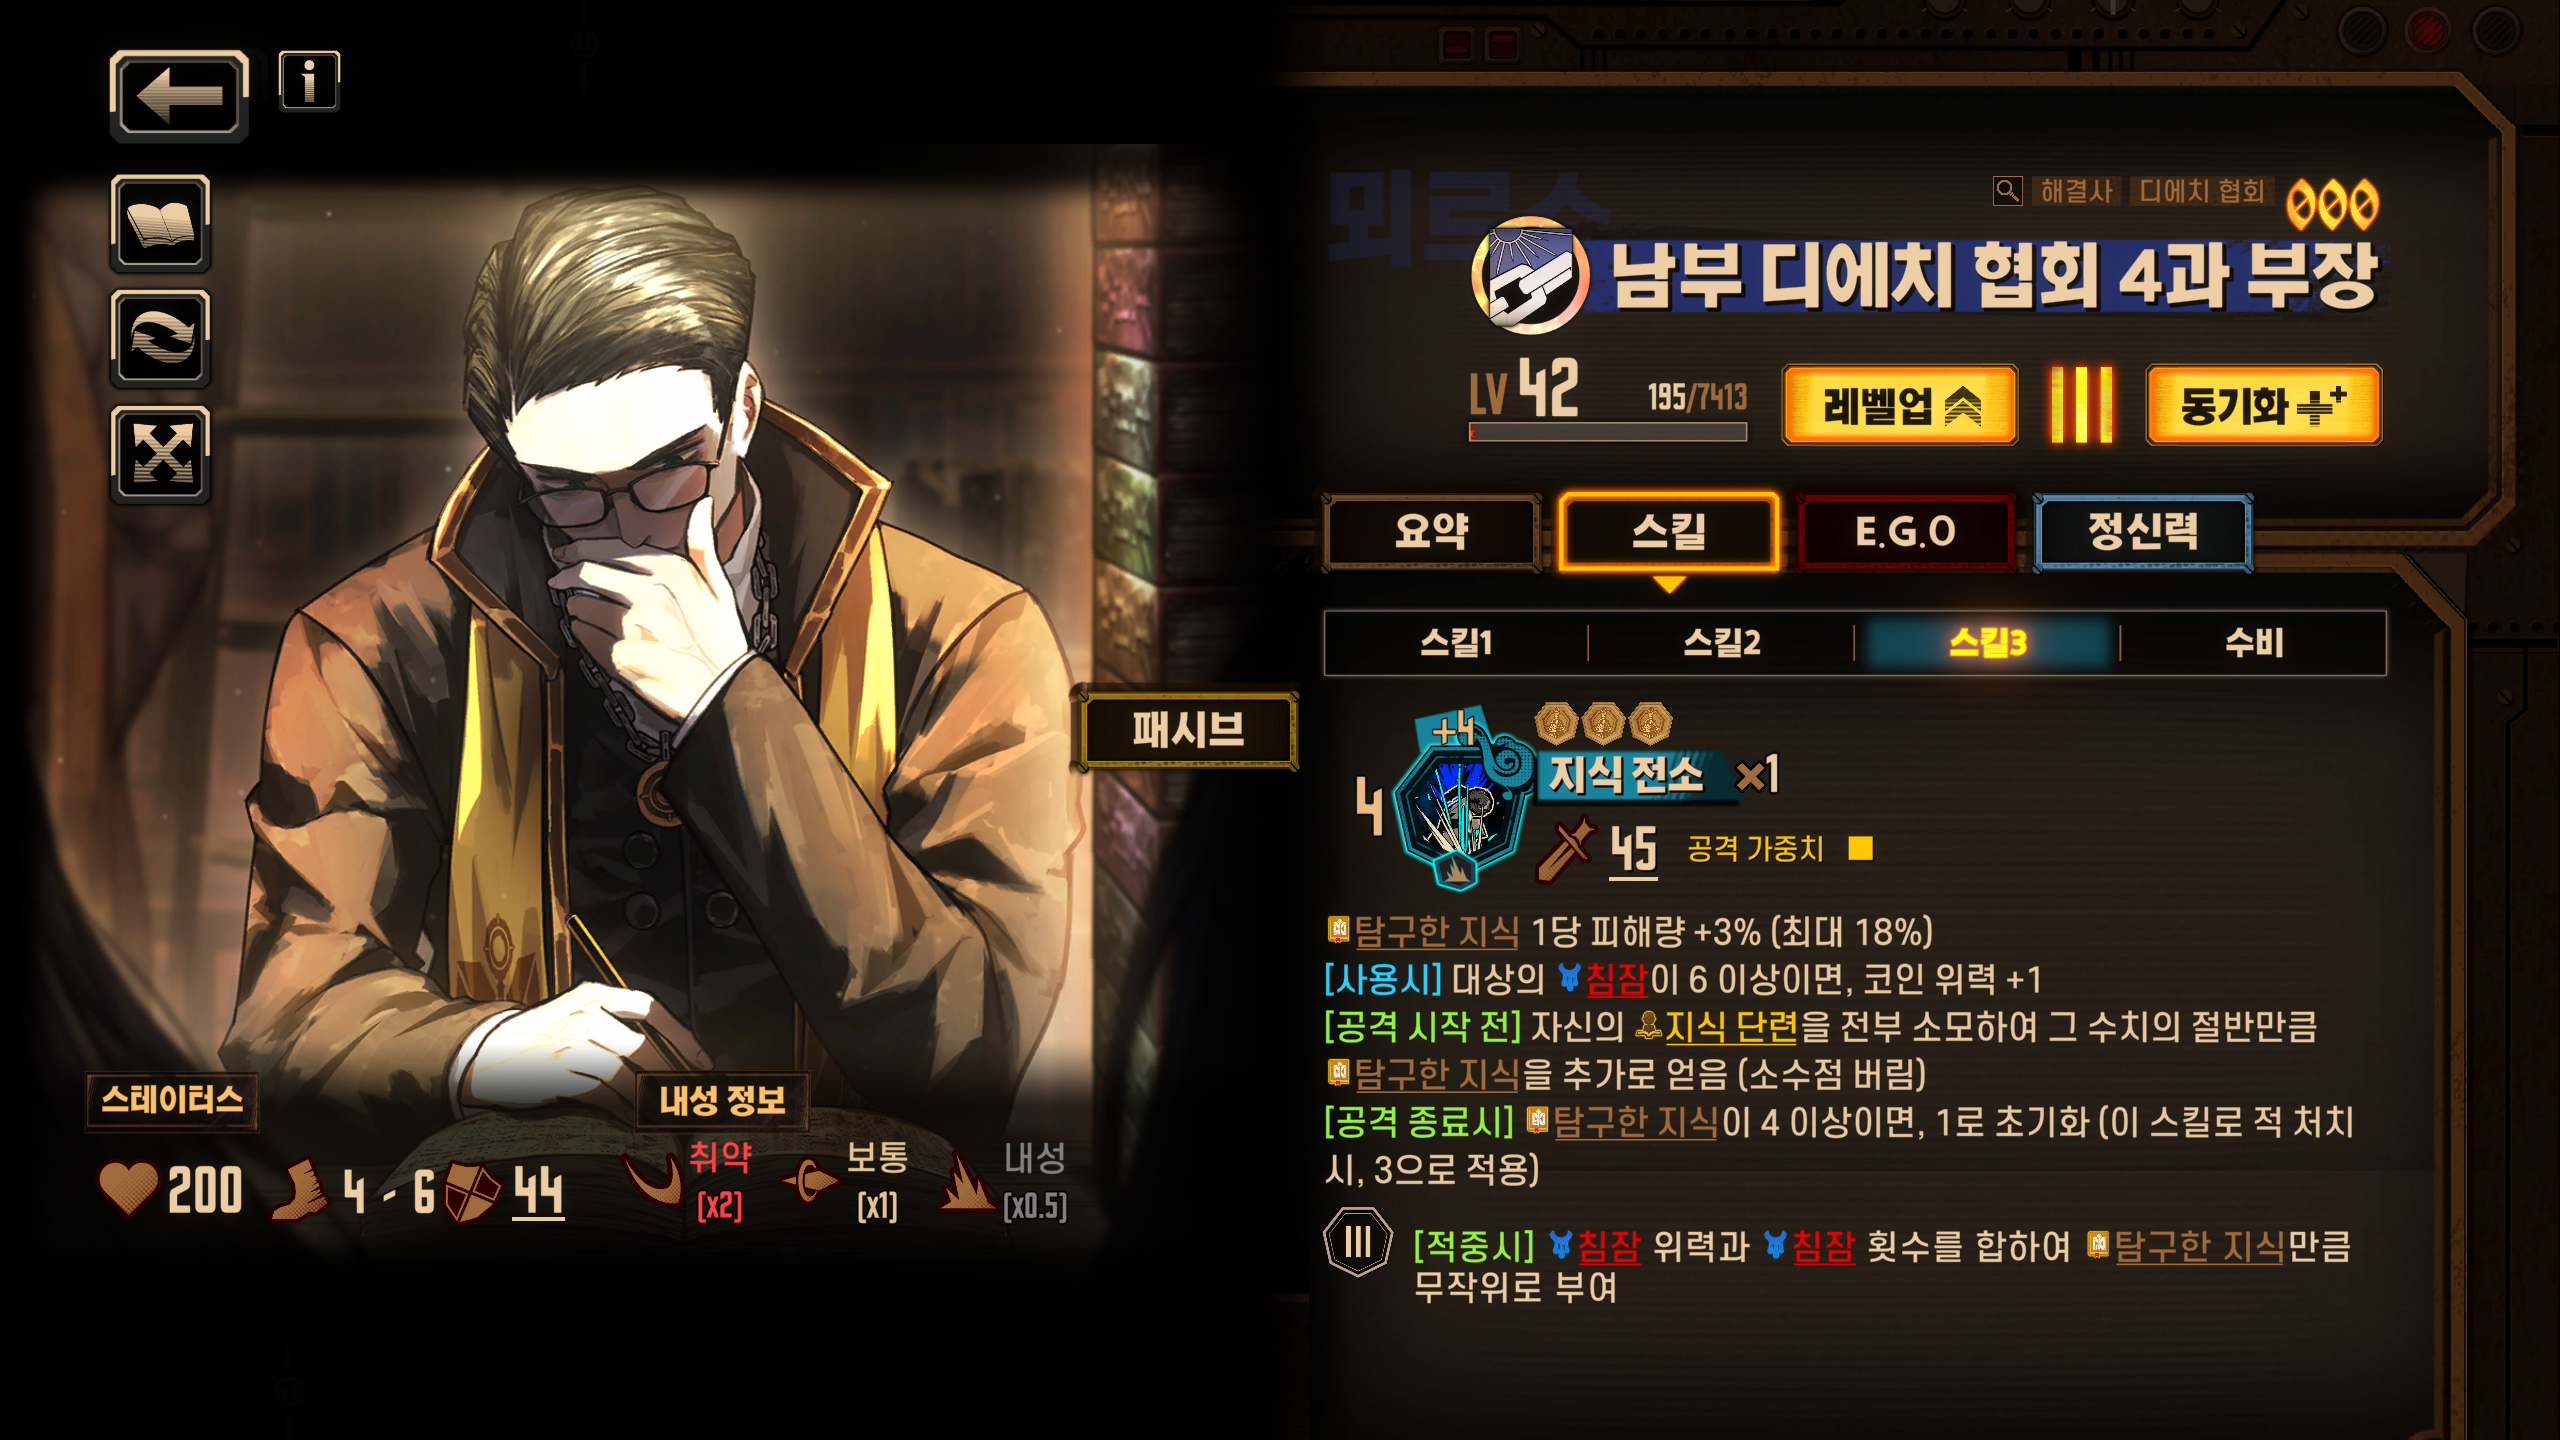 뫼르소
해결사 디에치 협회
남부 디에치 협회 4과 부장
LV 42 195/7413 레벨업 III 동기화
요약 스킬 E.G.O 정신력
스킬1 스킬2 스킬3 수비
패시브
+4
4 지식 전소 ×1
45 공격 가중치
탐구한 지식 1당 피해량 +3% (최대 18%)
[사용시] 대상의 침잠이 6 이상이면, 코인 위력 +1
[공격 시작 전] 자신의 지식 단련을 전부 소모하여 그 수치의 절반만큼
탐구한 지식을 추가로 얻음 (소수점 버림)
[공격 종료시] 탐구한 지식이 4 이상이면, 1로 초기화 (이 스킬로 적 처치
시, 3으로 적용)
III [적중시] 침잠 위력과 침잠 횟수를 합하여 탐구한 지식만큼
무작위로 부여
스테이터스
200 4 - 6 44
내성 정보
취약 보통 내성
[x2] [x1] [x0.5]